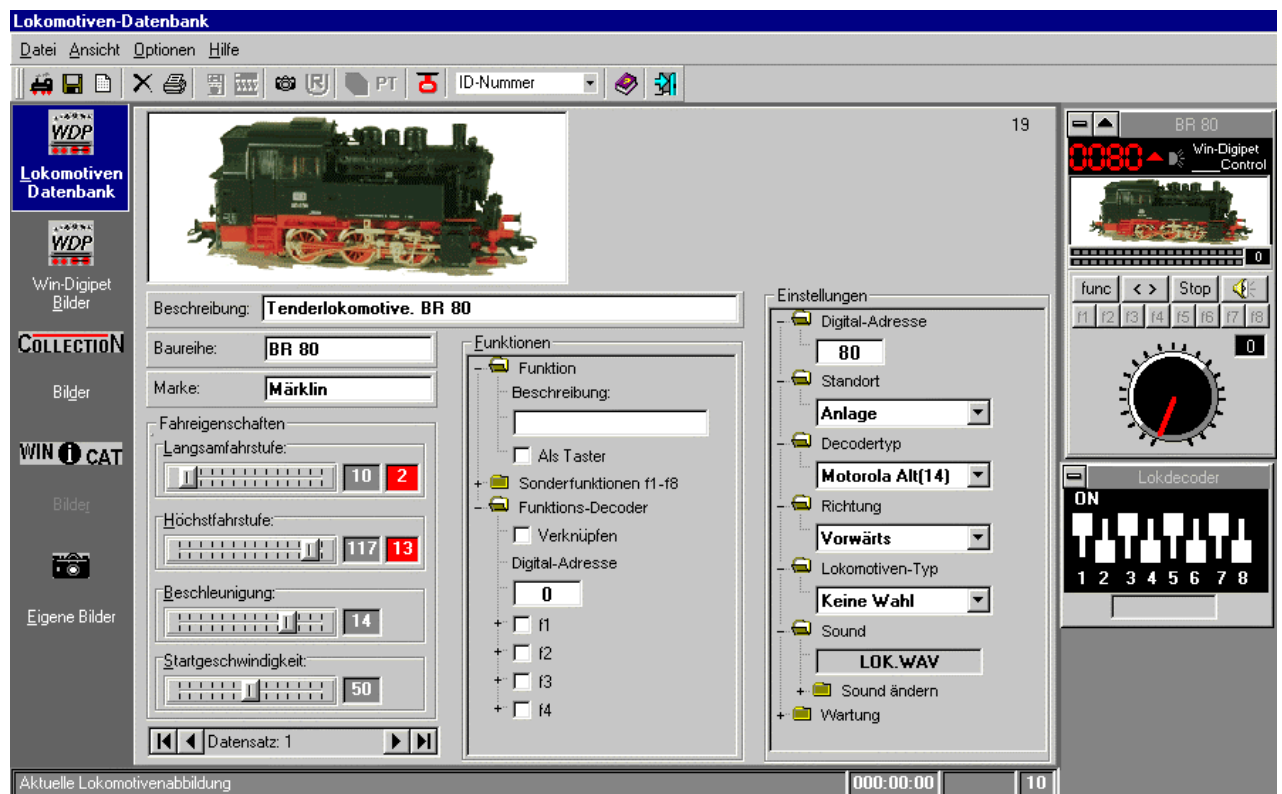 Lokomotiven-Datenbank
Datei Ansicht Optionen Hilfe
PT ID-Nummer
WDP
Lokomotiven
Datenbank
WDP
Win-Digipet
Bilder
COLLECTION
Bilder
WIN i CAT
Bilder
Eigene Bilder
19
Beschreibung: Tenderlokomotive. BR 80
Baureihe: BR 80
Marke: Märklin
Fahreigenschaften
Langsamfahrstufe:
10 2
Höchstfahrstufe:
117 13
Beschleunigung:
14
Startgeschwindigkeit:
50
Datensatz: 1
Funktionen
Funktion
Beschreibung:
Als Taster
Sonderfunktionen f1-f8
Funktions-Decoder
Verknüpfen
Digital-Adresse
0
f1
f2
f3
f4
Einstellungen
Digital-Adresse
80
Standort
Anlage
Decodertyp
Motorola Alt(14)
Richtung
Vorwärts
Lokomotiven-Typ
Keine Wahl
Sound
LOK.WAV
Sound ändern
Wartung
BR 80
0080 Win-Digipet
Control
0
func < > Stop
f1 f2 f3 f4 f5 f6 f7 f8
0
Lokdecoder
ON
1 2 3 4 5 6 7 8
Aktuelle Lokomotivenabbildung 000:00:00 10